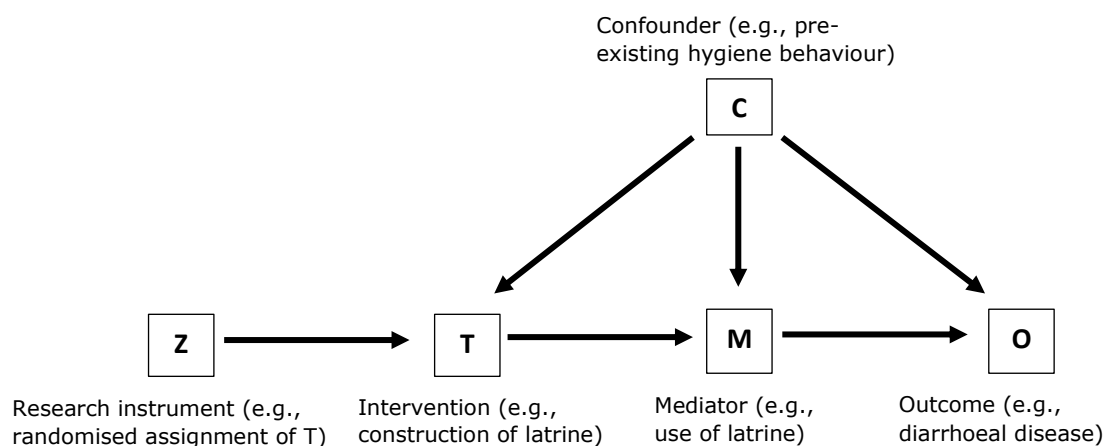 Confounder (e.g., pre-
existing hygiene behaviour)
C
Z
T
M
O
Research instrument (e.g.,
randomised assignment of T)
Intervention (e.g.,
construction of latrine)
Mediator (e.g.,
use of latrine)
Outcome (e.g.,
diarrhoeal disease)